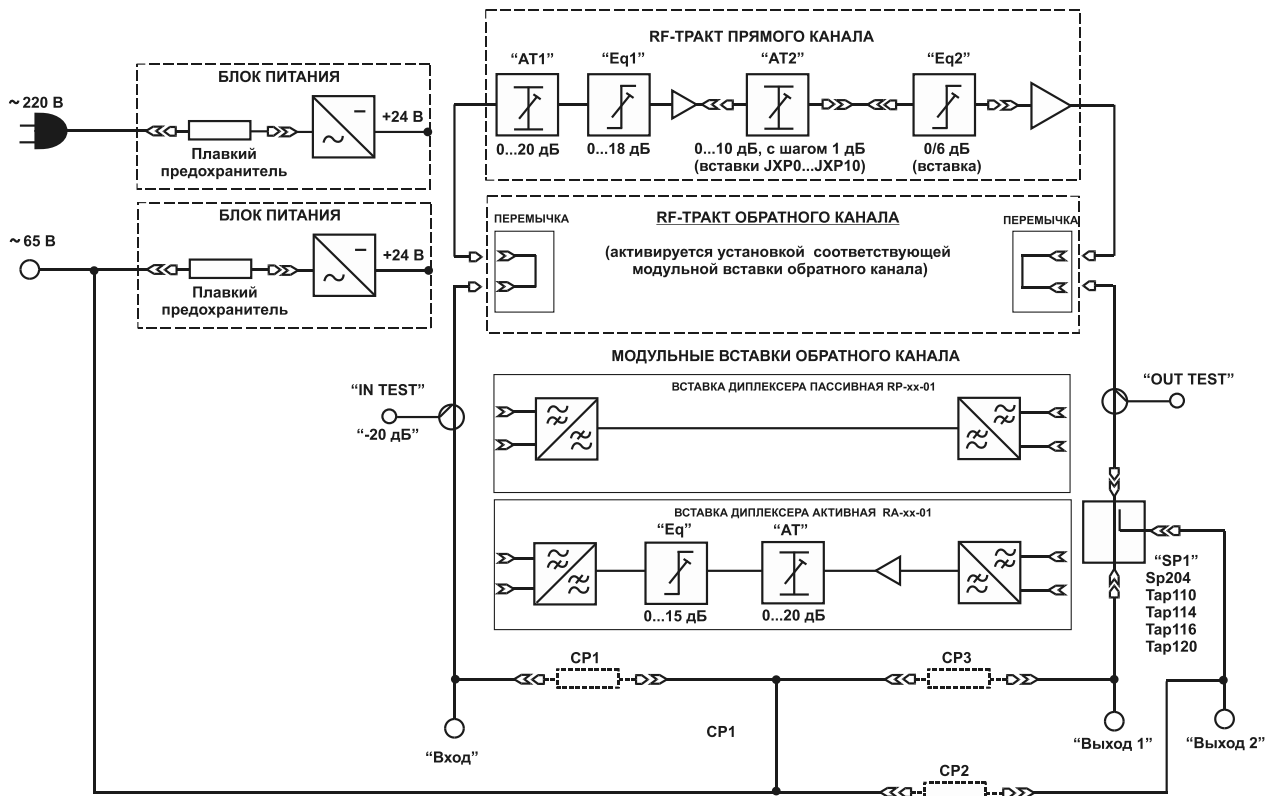 RF-ТРАКТ ПРЯМОГО КАНАЛА
“AT1”
“Eq1”
“AT2”
“Eq2”
0...20 дБ
0...18 дБ
0...10 дБ, с шагом 1 дБ
(вставки JXP0...JXP10)
0/6 дБ
(вставка)
БЛОК ПИТАНИЯ
~ 220 В
+24 В
Плавкий
предохранитель
БЛОК ПИТАНИЯ
~ 65 В
+24 В
Плавкий
предохранитель
ПЕРЕМЫЧКА
RF-ТРАКТ ОБРАТНОГО КАНАЛА
ПЕРЕМЫЧКА
(активируется установкой соответствующей
модульной вставки обратного канала)
МОДУЛЬНЫЕ ВСТАВКИ ОБРАТНОГО КАНАЛА
“IN TEST”
“-20 дБ”
“OUT TEST”
ВСТАВКА ДИПЛЕКСЕРА ПАССИВНАЯ RP-xx-01
ВСТАВКА ДИПЛЕКСЕРА АКТИВНАЯ RA-xx-01
“Eq”
“AT”
0...15 дБ
0...20 дБ
“SP1”
Sp204
Tap110
Tap114
Tap116
Tap120
CP1
CP3
CP1
“Вход”
“Выход 1”
“Выход 2”
CP2